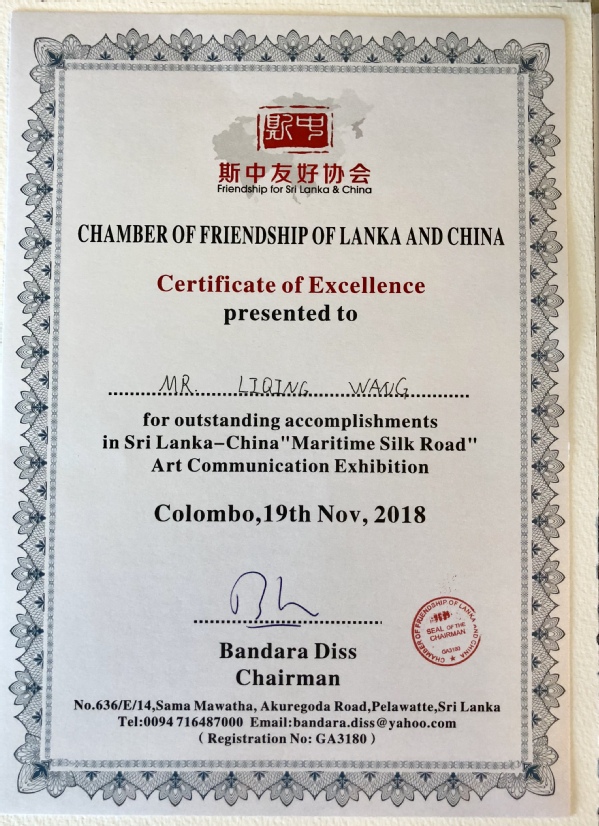 斯中
斯中友好协会
Friendship for Sri Lanka & China
CHAMBER OF FRIENDSHIP OF LANKA AND CHINA
Certificate of Excellence
presented to
MR. LIQING WANG
for outstanding accomplishments
in Sri Lanka-China"Maritime Silk Road"
Art Communication Exhibition
Colombo,19th Nov, 2018
CHAMBER OF FRIENDSHIP OF LANKA AND CHINA
SEAL OF THE
CHAIRMAN
GA3180
Bandara Diss
Chairman
No.636/E/14,Sama Mawatha, Akuregoda Road,Pelawatte,Sri Lanka
Tel:0094 716487000 Email:bandara.diss@yahoo.com
( Registration No: GA3180 )